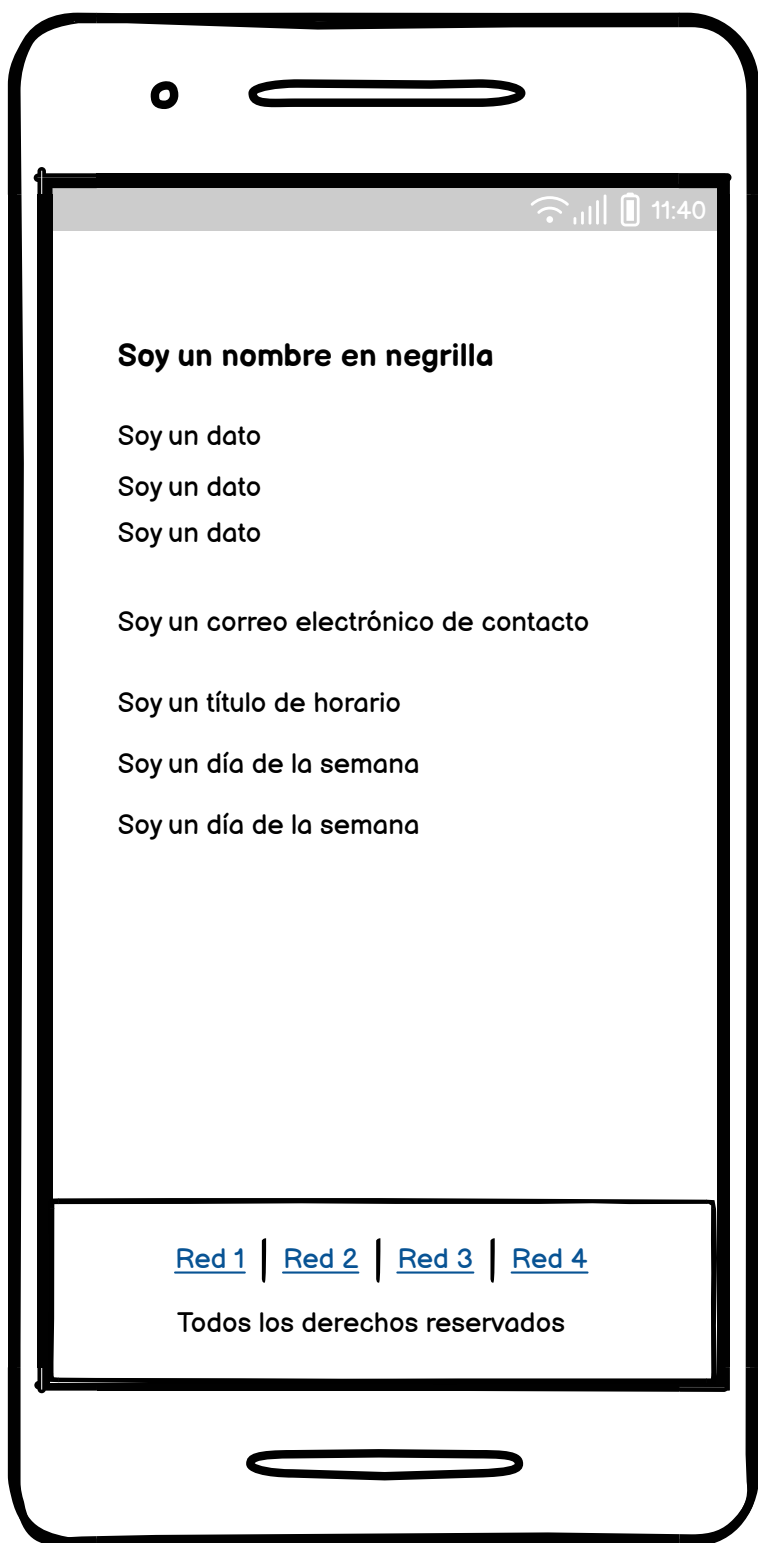 11:40
Soy un nombre en negrilla
Soy un dato
Soy un dato
Soy un dato
Soy un correo electrónico de contacto
Soy un título de horario
Soy un día de la semana
Soy un día de la semana
Red 1 | Red 2 | Red 3 | Red 4
Todos los derechos reservados